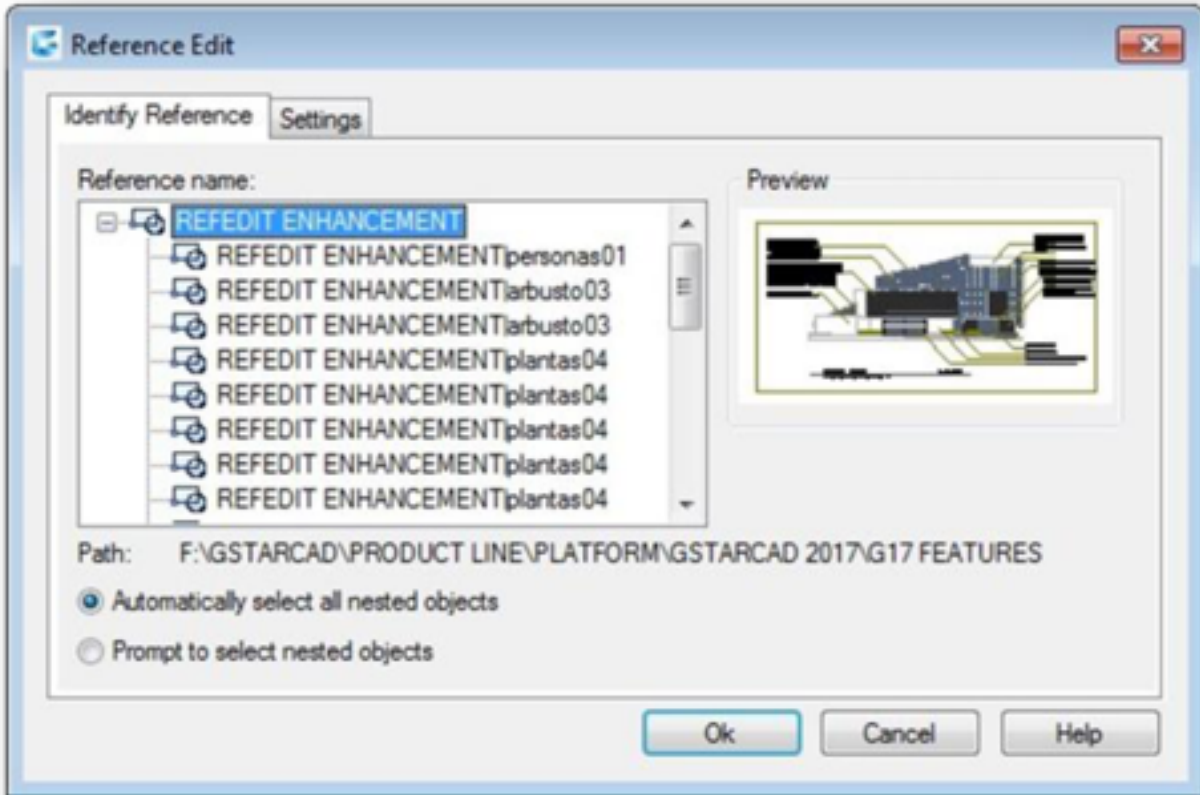 Reference Edit
Identify Reference
Settings
Reference name:
Preview
REFEDIT ENHANCEMENT
REFEDIT ENHANCEMENT|personas01
REFEDIT ENHANCEMENT|arbusto03
REFEDIT ENHANCEMENT|arbusto03
REFEDIT ENHANCEMENT|plantas04
REFEDIT ENHANCEMENT|plantas04
REFEDIT ENHANCEMENT|plantas04
REFEDIT ENHANCEMENT|plantas04
REFEDIT ENHANCEMENT|plantas04
Path: F:\GSTARCAD\PRODUCT LINE\PLATFORM\GSTARCAD 2017\G17 FEATURES
Automatically select all nested objects
Prompt to select nested objects
Ok Cancel Help